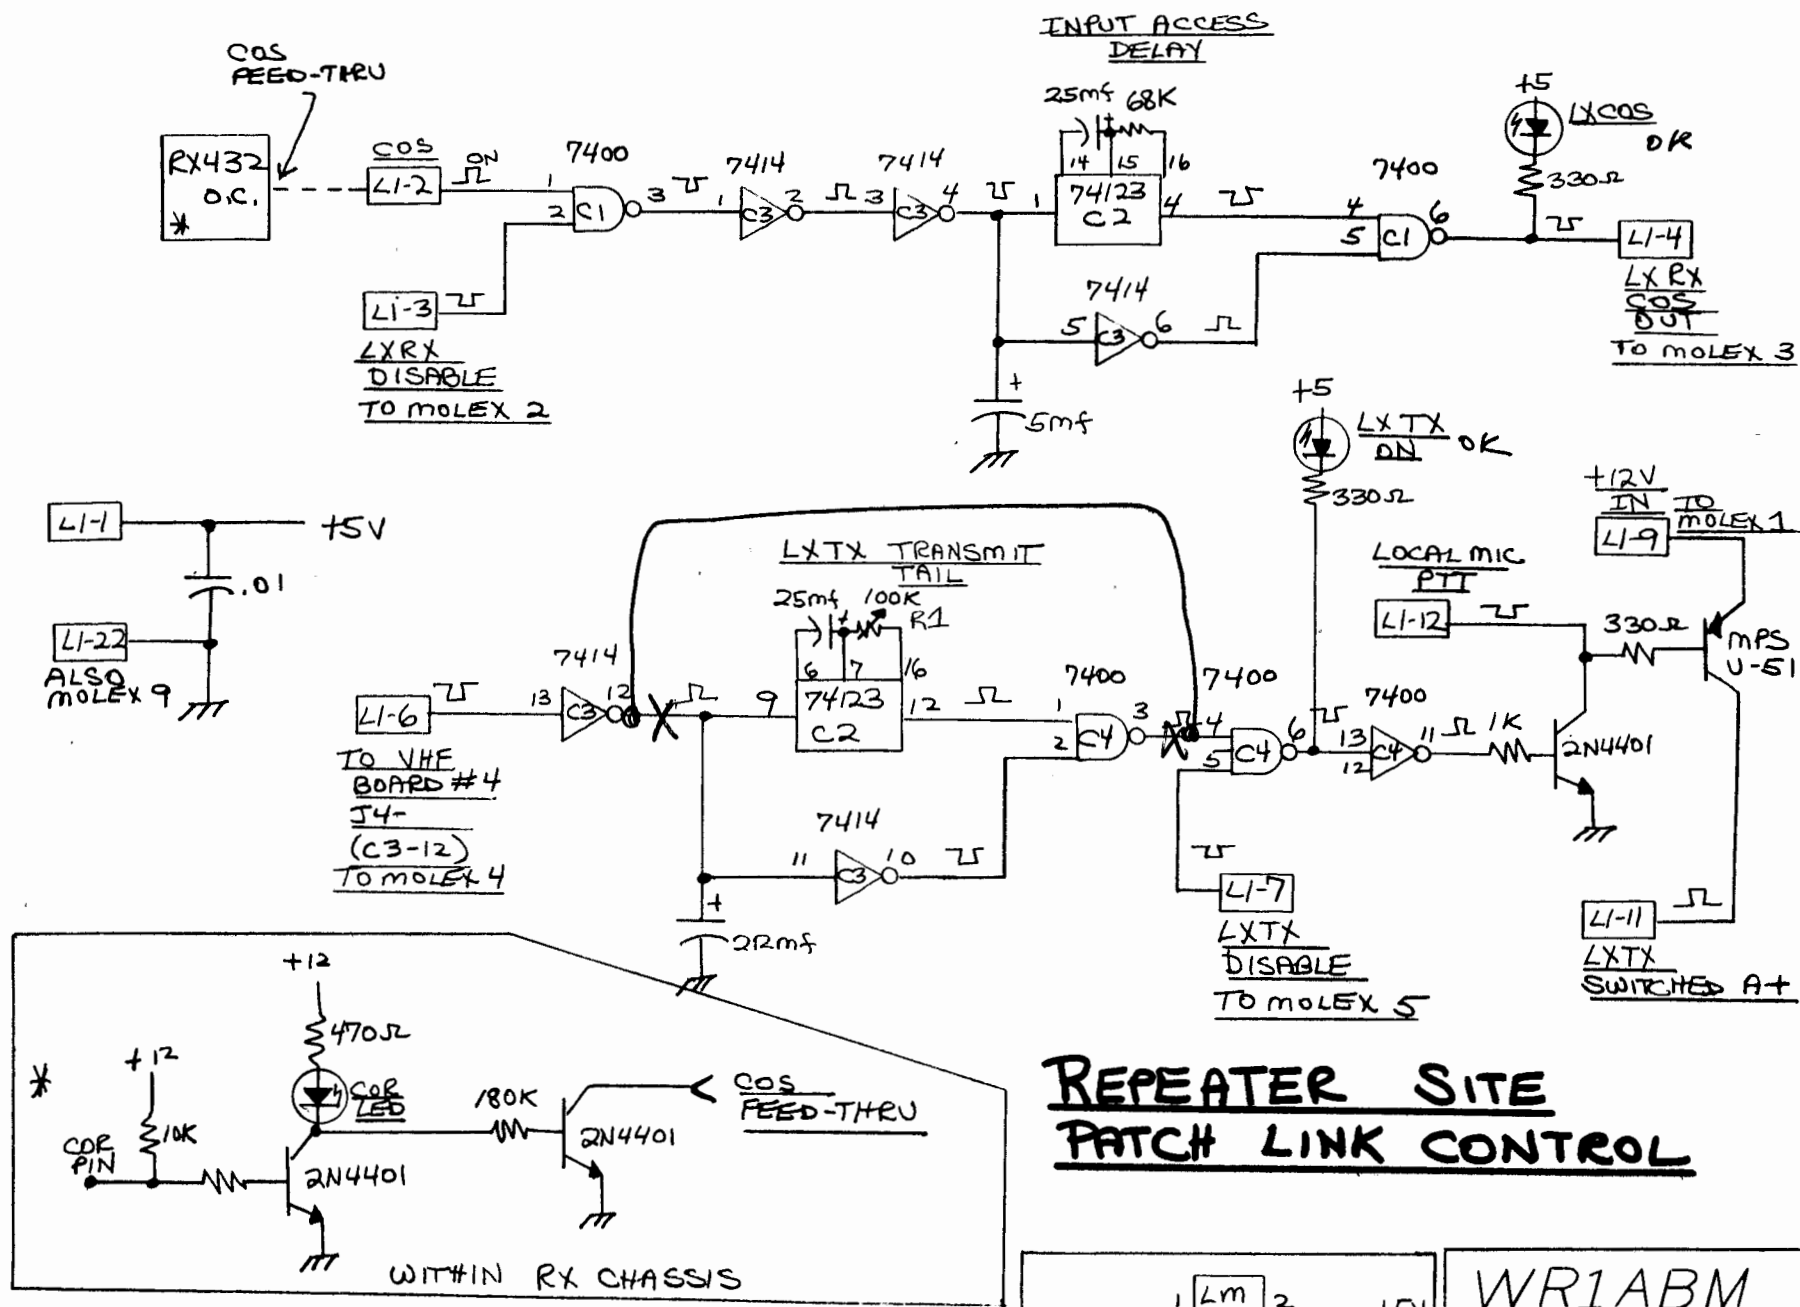 INPUT ACCESS
DELAY
COS
FEED-THRU
RX432
O.C.
*
COS
L1-2
ON
1
2
7400
C1
3
L1-3
LXRX
DISABLE
TO MOLEX 2
7414
1
C3
2
7414
3
C3
4
25mf
68K
+
14
15
16
1
74123
C2
4
7414
5
C3
6
+
5mf
7400
4
5
C1
6
+5
LXCOS
OK
330Ω
L1-4
LX RX
COS
OUT
TO MOLEX 3
L1-1
+5V
.01
L1-22
ALSO
MOLEX 9
LXTX TRANSMIT
TAIL
25mf
+
100K
R1
6
7
16
9
74123
C2
12
L1-6
TO VHF
BOARD #4
J4-
(C3-12)
TO MOLEX 4
7414
13
C3
12
7414
11
C3
10
+
22mf
7400
1
2
C4
3
7400
4
5
C4
6
L1-7
LXTX
DISABLE
TO MOLEX 5
+5
LX TX
ON
OK
330Ω
7400
13
12
C4
11
1K
2N4401
LOCAL MIC
PTT
L1-12
330Ω
MPS
U-51
+12V
IN
TO
MOLEX 1
L1-9
L1-11
LXTX
SWITCHED A+
*
+12
470Ω
COR
LED
+12
10K
COR
PIN
2N4401
180K
2N4401
COS
FEED-THRU
WITHIN RX CHASSIS
REPEATER SITE
PATCH LINK CONTROL
1
Lm
2
WR1ABM